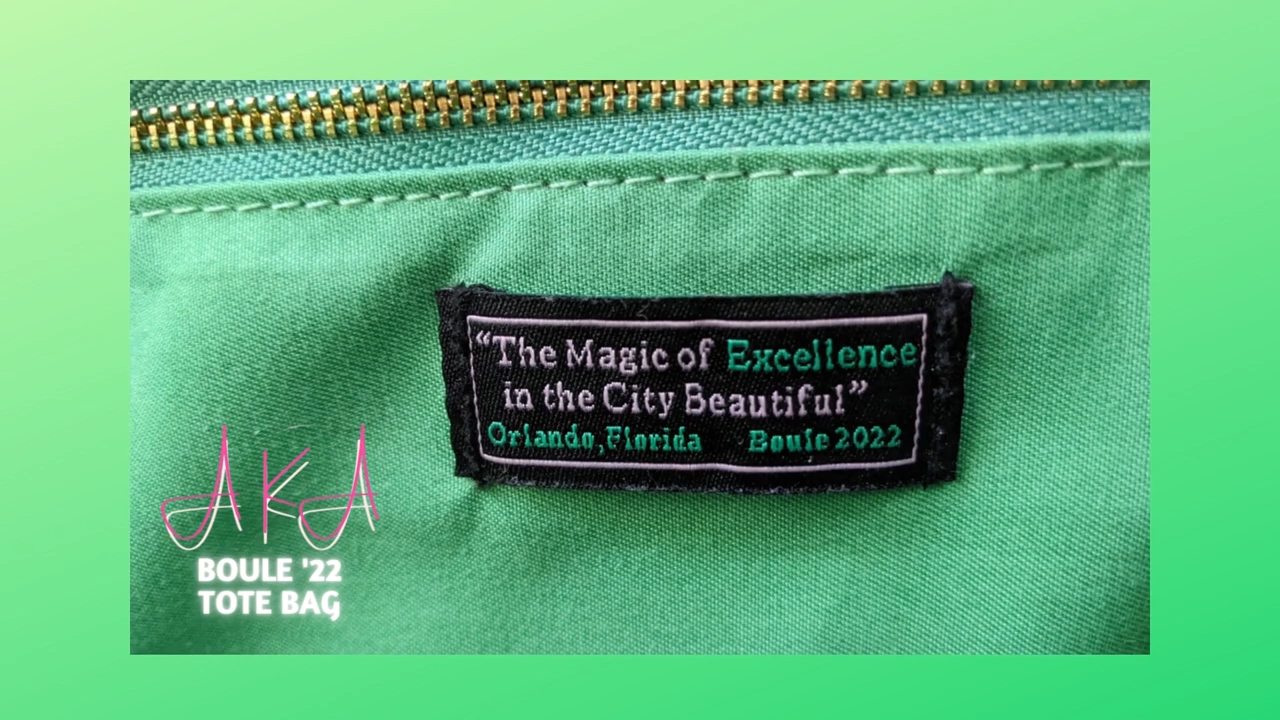 “The Magic of Excellence
in the City Beautiful”
Orlando, Florida Boule 2022
AKA
BOULE '22
TOTE BAG